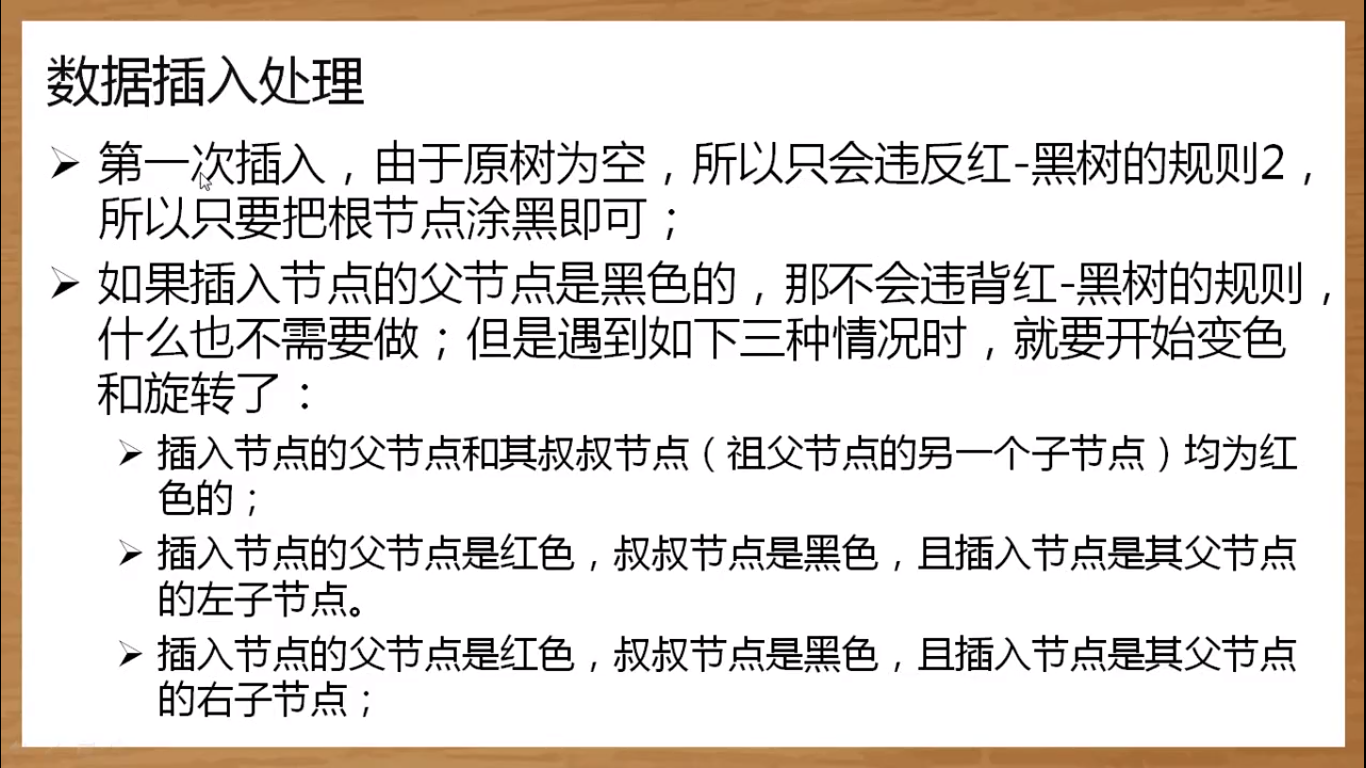 数据插入处理
➢ 第一次插入，由于原树为空，所以只会违反红-黑树的规则2，
所以只要把根节点涂黑即可；
➢ 如果插入节点的父节点是黑色的，那不会违背红-黑树的规则，
什么也不需要做；但是遇到如下三种情况时，就要开始变色
和旋转了：
➢ 插入节点的父节点和其叔叔节点（祖父节点的另一个子节点）均为红
色的；
➢ 插入节点的父节点是红色，叔叔节点是黑色，且插入节点是其父节点
的左子节点。
➢ 插入节点的父节点是红色，叔叔节点是黑色，且插入节点是其父节点
的右子节点；